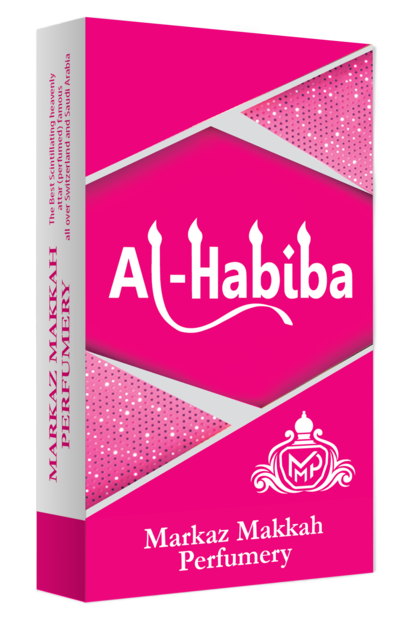 The Best Scintillating heavenly
attar (perfumed) famous
all over Switzerland and Saudi Arabia
MARKAZ MAKKAH
PERFUMERY
Al-Habiba
MMP
Markaz Makkah
Perfumery